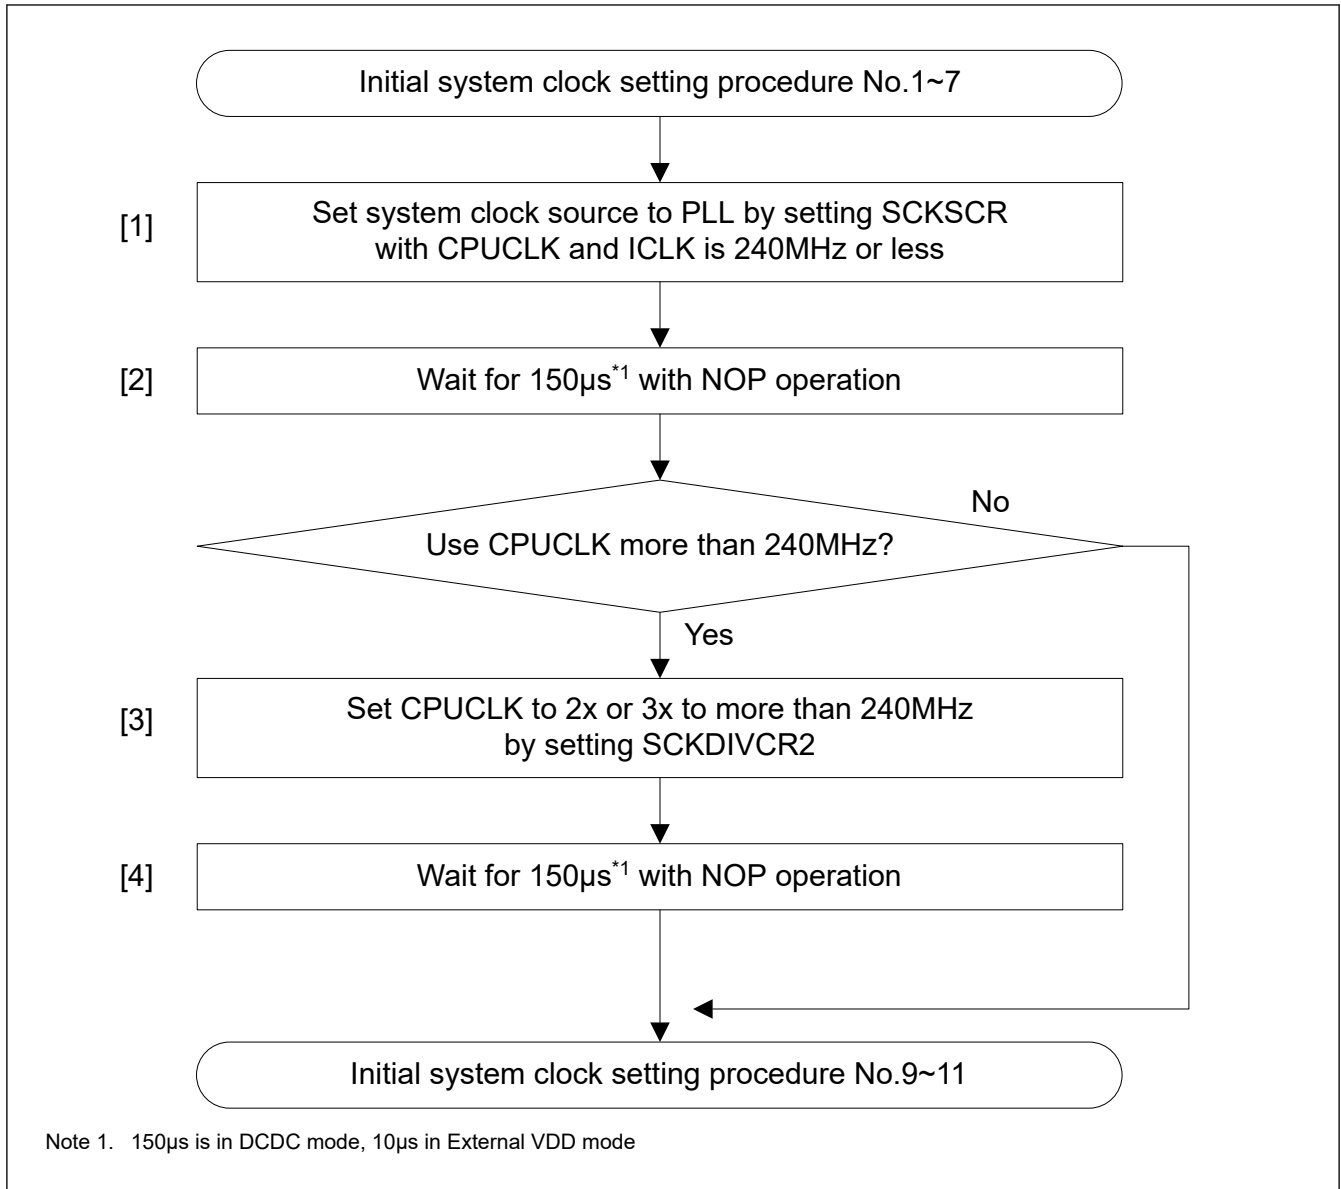 Initial system clock setting procedure No.1~7
[1]
Set system clock source to PLL by setting SCKSCR
with CPUCLK and ICLK is 240MHz or less
[2]
Wait for 150µs*1 with NOP operation
No
Use CPUCLK more than 240MHz?
Yes
[3]
Set CPUCLK to 2x or 3x to more than 240MHz
by setting SCKDIVCR2
[4]
Wait for 150µs*1 with NOP operation
Initial system clock setting procedure No.9~11
Note 1. 150µs is in DCDC mode, 10µs in External VDD mode